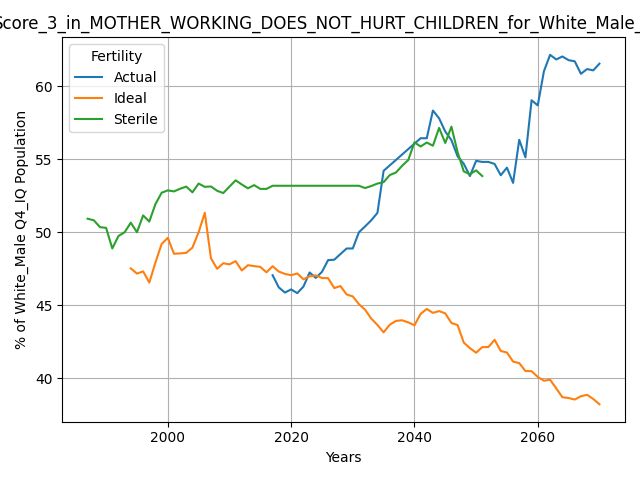 Score_3_in_MOTHER_WORKING_DOES_NOT_HURT_CHILDREN_for_White_Male_
Fertility
Actual
Ideal
Sterile
% of White_Male Q4_IQ Population
60
55
50
45
40
2000 2020 2040 2060
Years